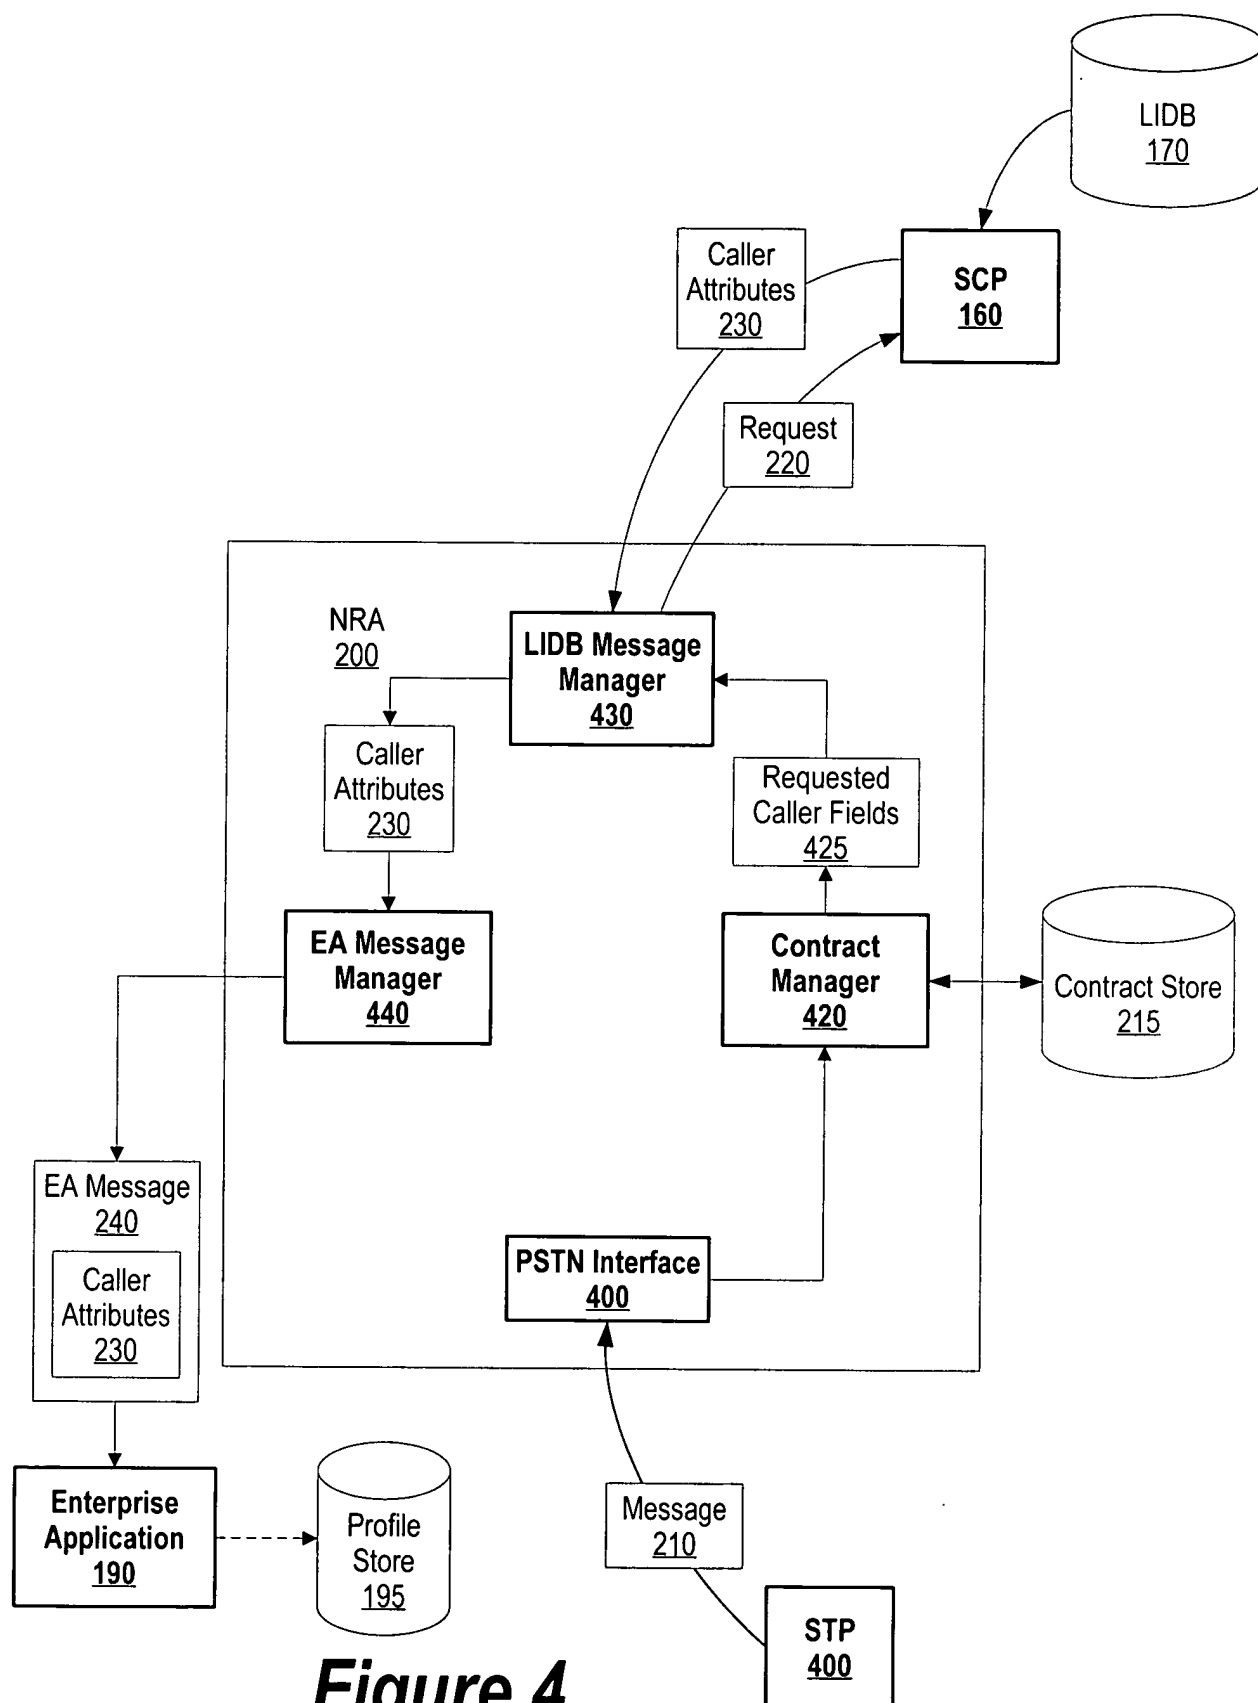 LIDB
170
Caller
Attributes
230
SCP
160
Request
220
NRA
200
LIDB Message
Manager
430
Caller
Attributes
230
Requested
Caller Fields
425
EA Message
Manager
440
Contract
Manager
420
Contract Store
215
EA Message
240
Caller
Attributes
230
PSTN Interface
400
Enterprise
Application
190
Profile
Store
195
Message
210
STP
400
Figure 4